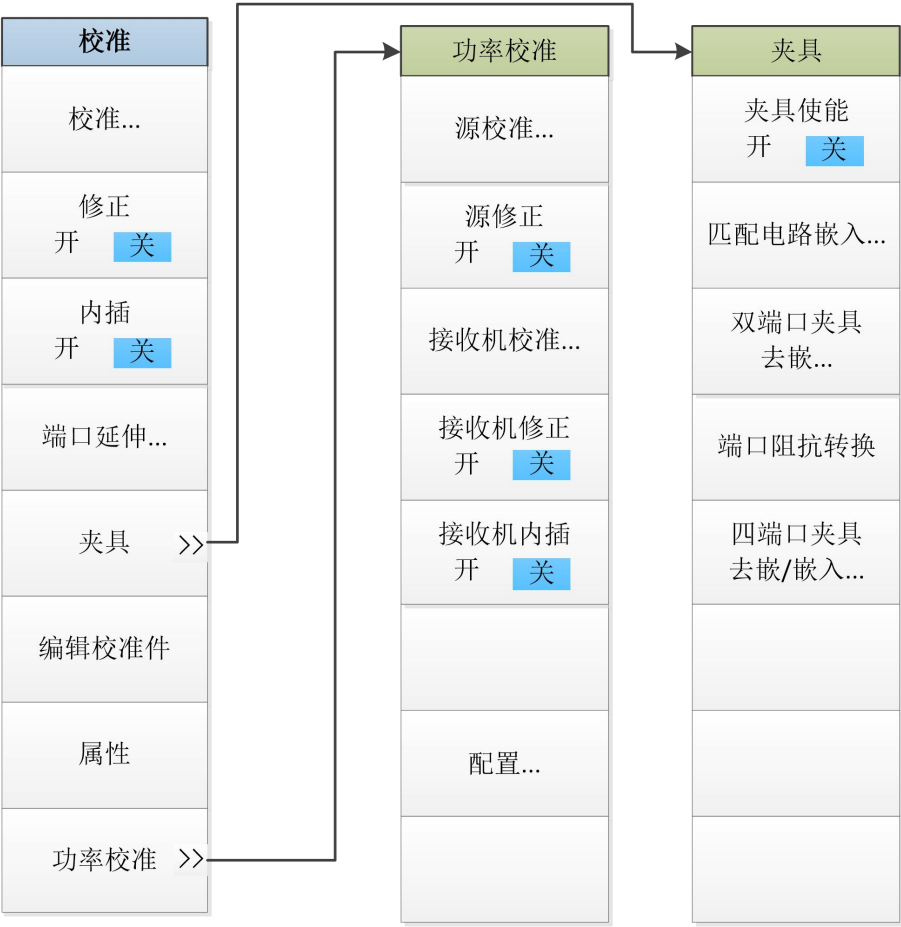 校准
校准...
修正
开 关
内插
开 关
端口延伸...
夹具 >>
编辑校准件
属性
功率校准 >>
功率校准
源校准...
源修正
开 关
接收机校准...
接收机修正
开 关
接收机内插
开 关
配置...
夹具
夹具使能
开 关
匹配电路嵌入...
双端口夹具
去嵌...
端口阻抗转换
四端口夹具
去嵌/嵌入...